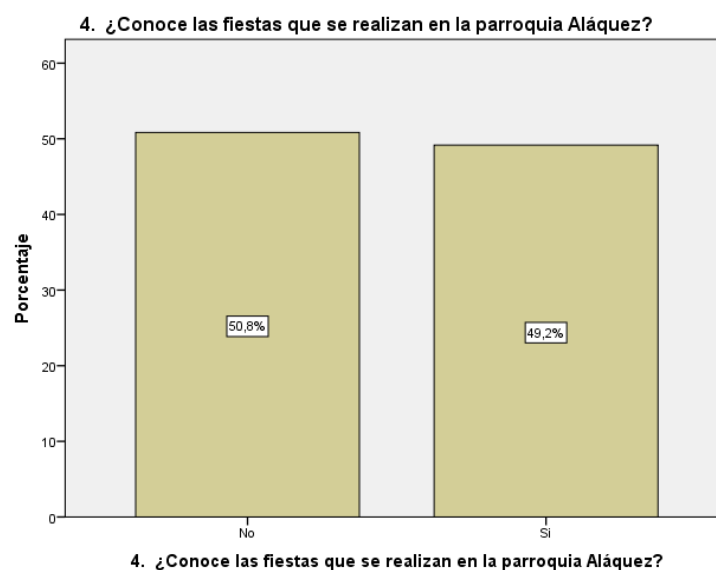 4. ¿Conoce las fiestas que se realizan en la parroquia Aláquez?
Porcentaje
60
50
40
30
20
10
0
50,8%
49,2%
No
Si
4. ¿Conoce las fiestas que se realizan en la parroquia Aláquez?